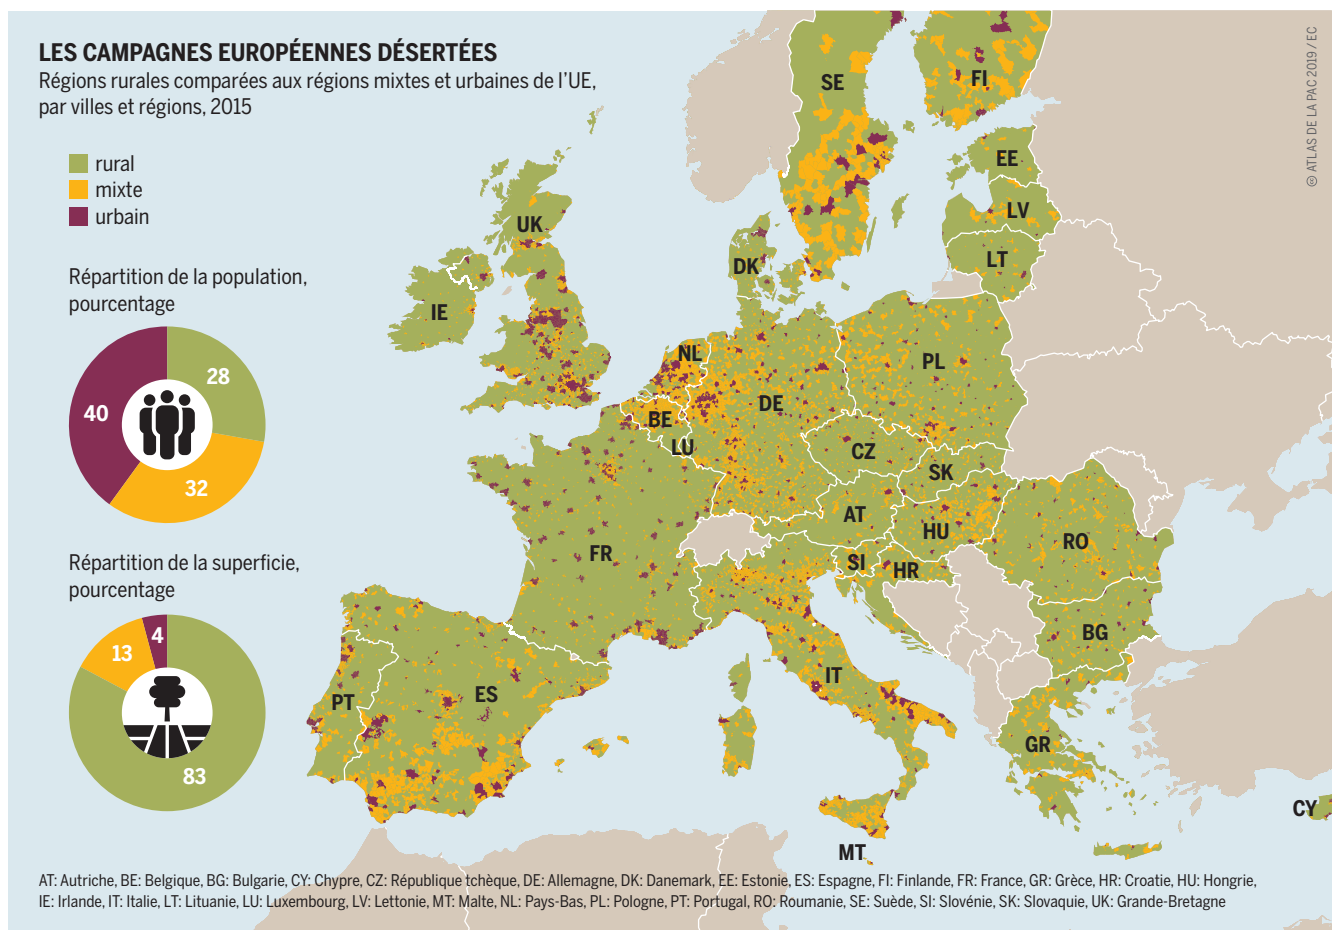 LES CAMPAGNES EUROPÉENNES DÉSERTÉES
Régions rurales comparées aux régions mixtes et urbaines de l’UE,
par villes et régions, 2015
rural
mixte
urbain
Répartition de la population,
pourcentage
28
40
32
Répartition de la superficie,
pourcentage
4
13
83
SE
FI
EE
LV
LT
UK
DK
IE
NL
PL
DE
BE
LU
CZ
SK
AT
HU
RO
FR
SI
HR
BG
IT
ES
PT
GR
CY
MT
© ATLAS DE LA PAC 2019 / EC
AT: Autriche, BE: Belgique, BG: Bulgarie, CY: Chypre, CZ: République tchèque, DE: Allemagne, DK: Danemark, EE: Estonie, ES: Espagne, FI: Finlande, FR: France, GR: Grèce, HR: Croatie, HU: Hongrie,
IE: Irlande, IT: Italie, LT: Lituanie, LU: Luxembourg, LV: Lettonie, MT: Malte, NL: Pays-Bas, PL: Pologne, PT: Portugal, RO: Roumanie, SE: Suède, SI: Slovénie, SK: Slovaquie, UK: Grande-Bretagne